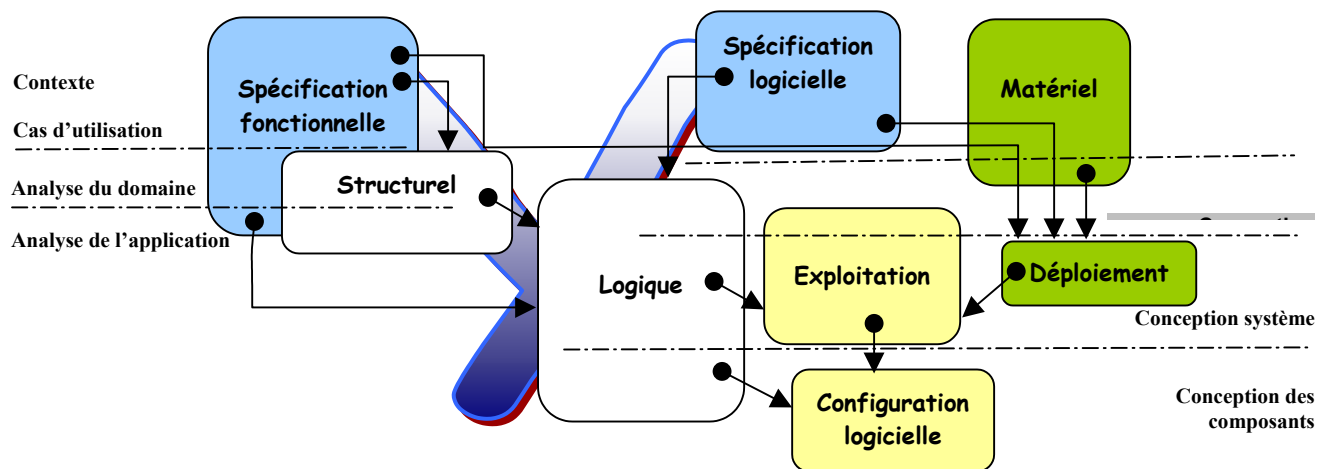 Contexte
Cas d'utilisation
Analyse du domaine
Analyse de l'application
Spécification
fonctionnelle
Structurel
Spécification
logicielle
Matériel
Logique
Exploitation
Déploiement
Conception système
Configuration
logicielle
Conception des
composants